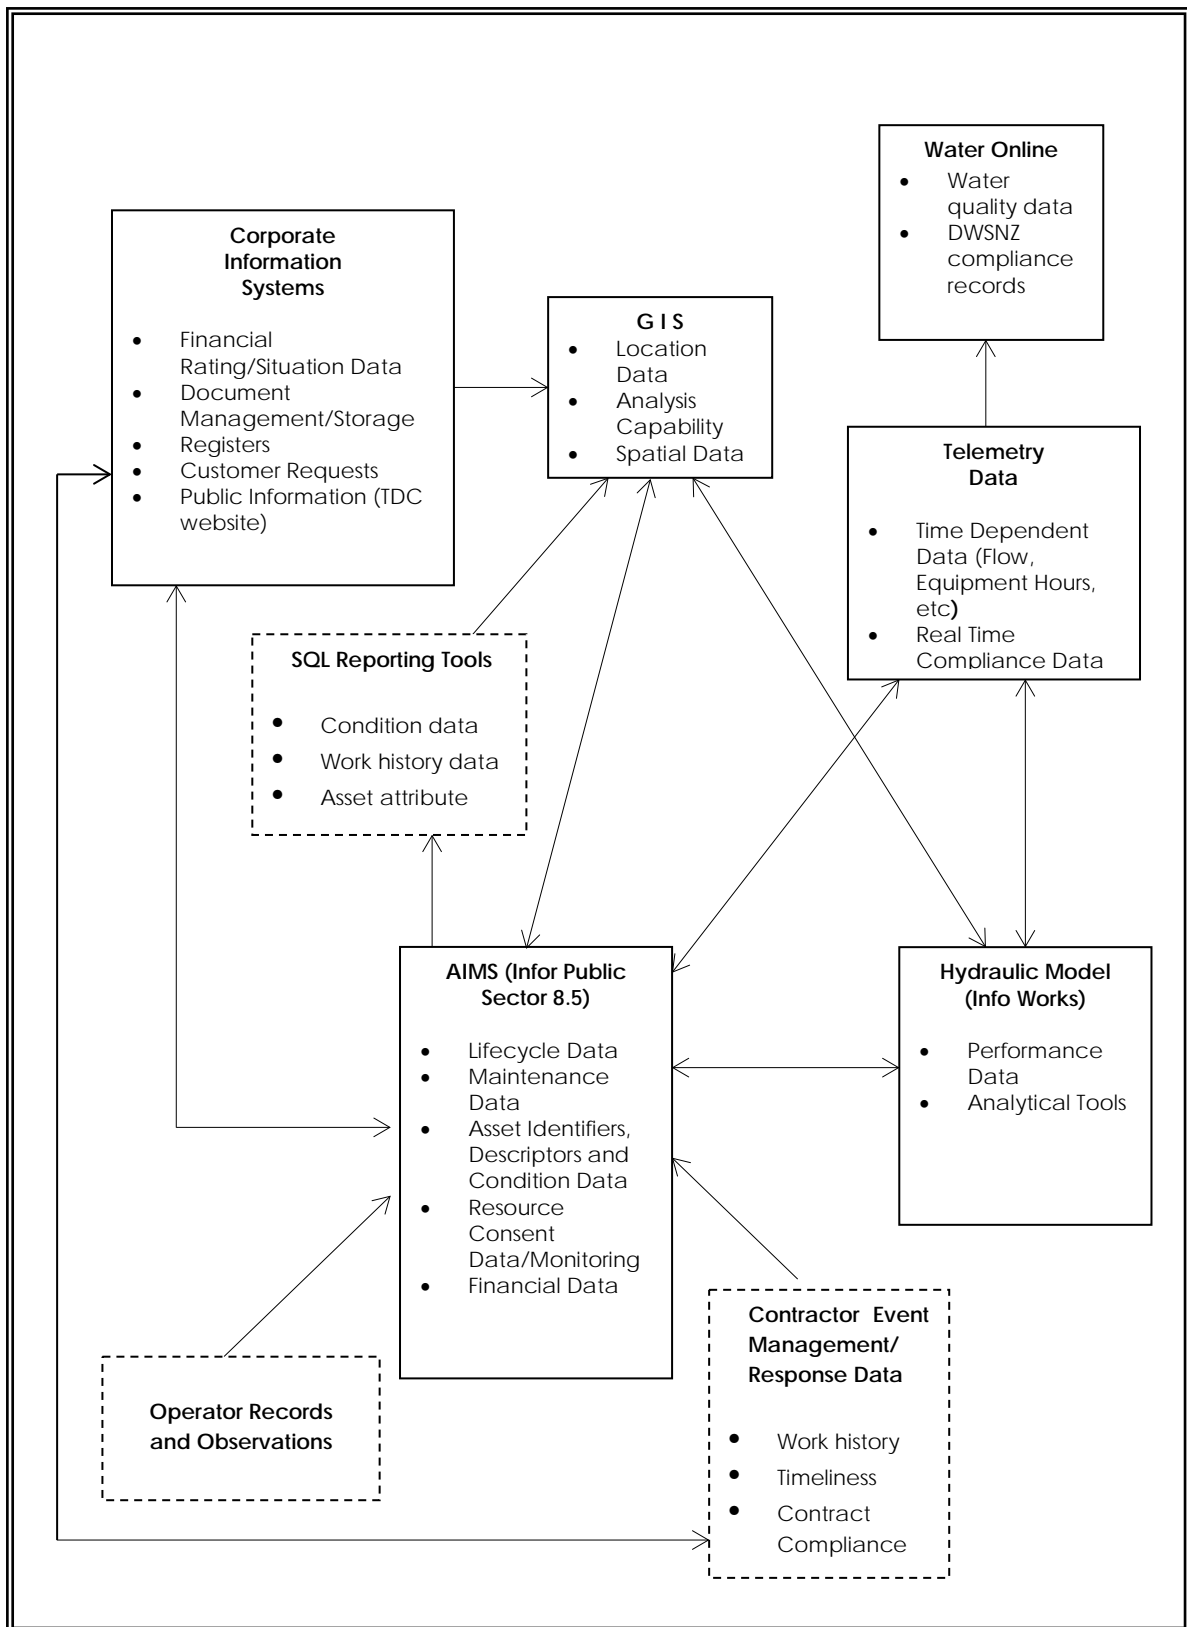 Water Online
• Water
quality data
• DWSNZ
compliance
records
Corporate
Information
Systems
• Financial
Rating/Situation Data
• Document
Management/Storage
• Registers
• Customer Requests
• Public Information (TDC
website)
G I S
• Location
Data
• Analysis
Capability
• Spatial Data
Telemetry
Data
• Time Dependent
Data (Flow,
Equipment Hours,
etc)
• Real Time
Compliance Data
SQL Reporting Tools
• Condition data
• Work history data
• Asset attribute
AIMS (Infor Public
Sector 8.5)
• Lifecycle Data
• Maintenance
Data
• Asset Identifiers,
Descriptors and
Condition Data
• Resource
Consent
Data/Monitoring
• Financial Data
Hydraulic Model
(Info Works)
• Performance
Data
• Analytical Tools
Operator Records
and Observations
Contractor Event
Management/
Response Data
• Work history
• Timeliness
• Contract
Compliance